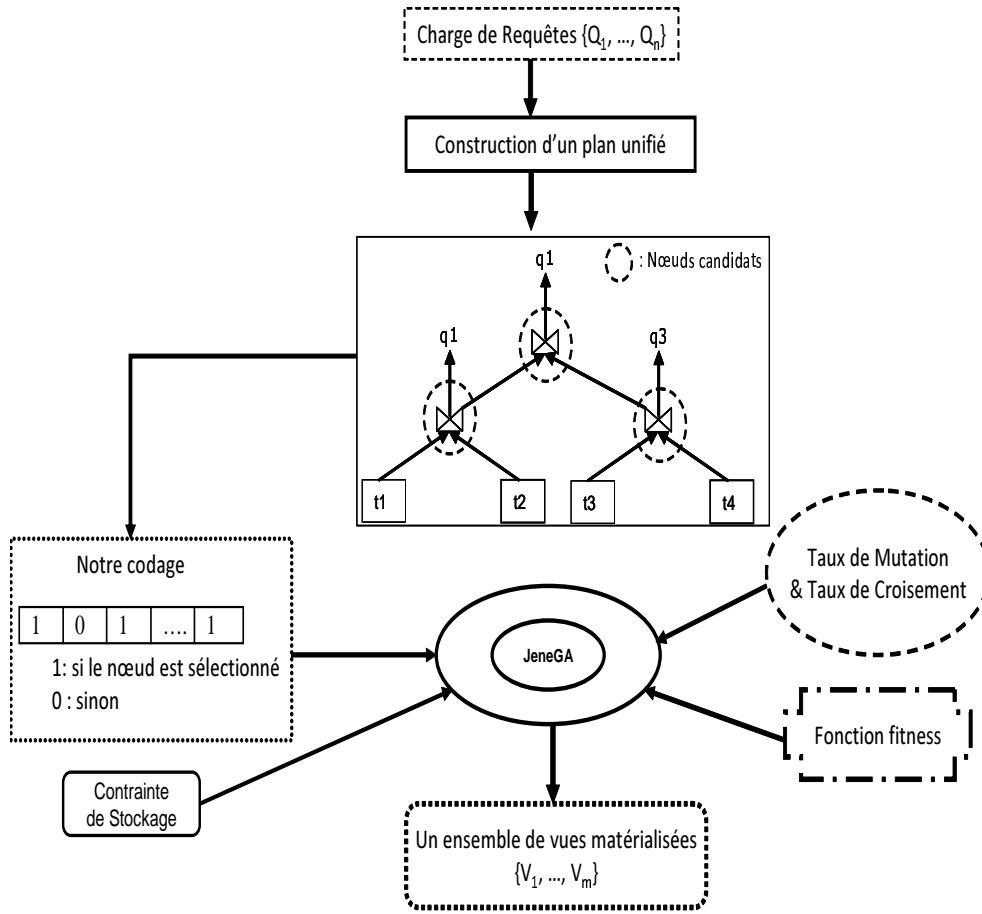 Charge de Requêtes {Q1, ..., Qn}
Construction d'un plan unifié
: Nœuds candidats
q1
q1
q3
t1
t2
t3
t4
Notre codage
1 0 1 .... 1
1: si le nœud est sélectionné
0 : sinon
JeneGA
Taux de Mutation
& Taux de Croisement
Fonction fitness
Contrainte
de Stockage
Un ensemble de vues matérialisées
{V1, ..., Vm}